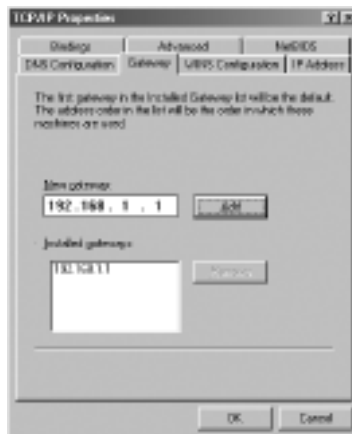 TCP/IP Properties
Bindings Advanced NetBIOS
DNS Configuration Gateway WINS Configuration IP Address
The first gateway in the Installed Gateway list will be the default.
The address order in the list will be the order in which these
machines are used.
New gateway:
192.168. 1 . 1 Add
Installed gateways:
192.168.1.1 Remove
OK Cancel